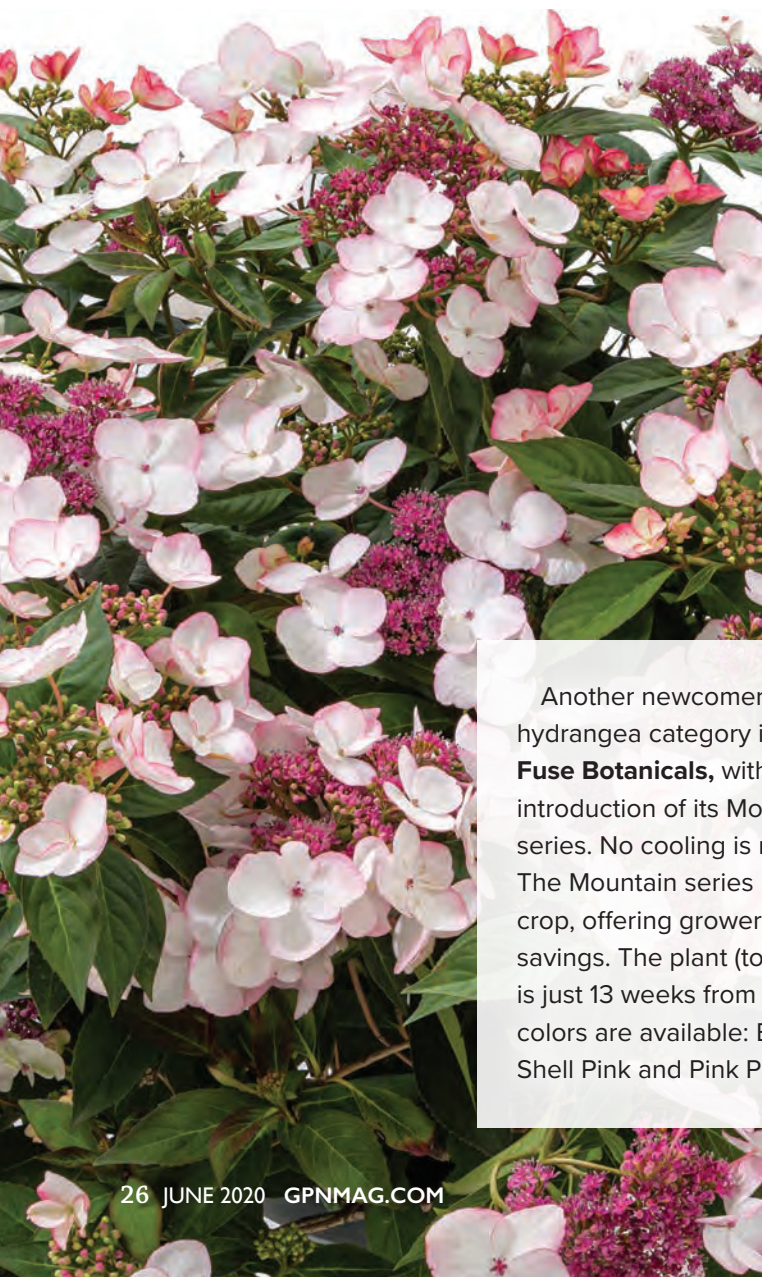 Another newcomer
hydrangea category i
Fuse Botanicals, with
introduction of its Mo
series. No cooling is r
The Mountain series
crop, offering grower
savings. The plant (to
is just 13 weeks from
colors are available: E
Shell Pink and Pink P
26 JUNE 2020 GPNMAG.COM